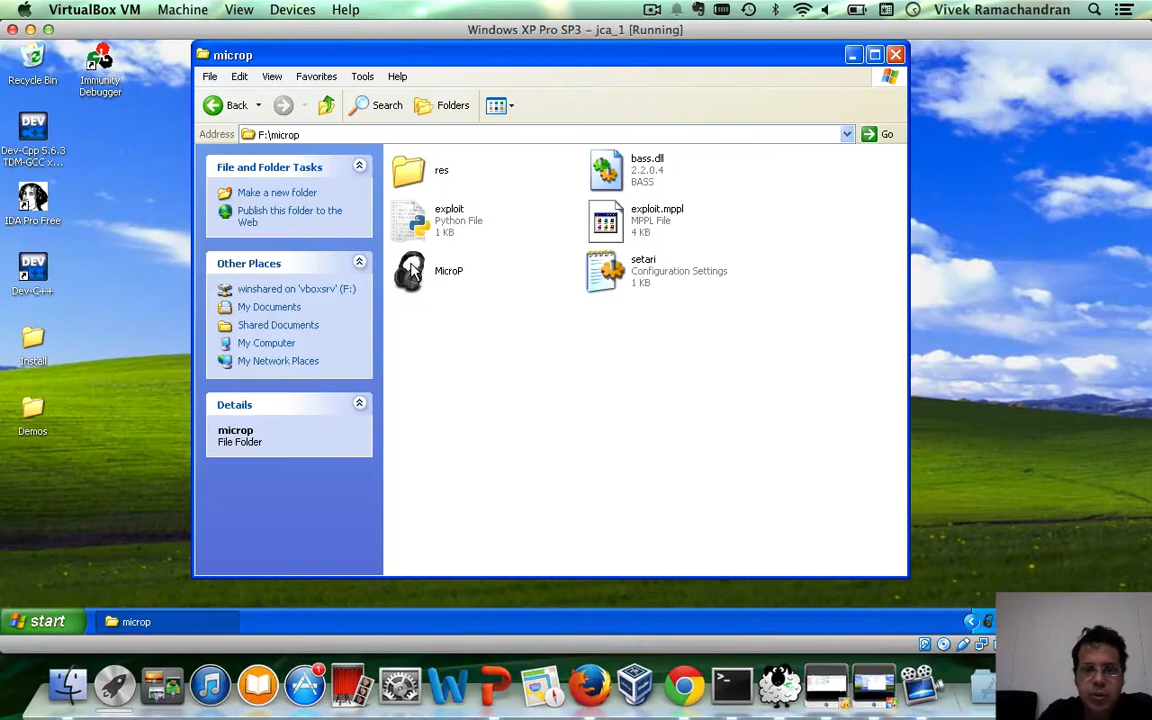 VirtualBox VM Machine View Devices Help Vivek Ramachandran
Windows XP Pro SP3 – jca_1 [Running]
microp
File Edit View Favorites Tools Help
Back Search Folders
Address F:\microp Go
Recycle Bin
Immunity
Debugger
Dev-Cpp 5.6.3
TDM-GCC x...
IDA Pro Free
Dev-C++
Install
Demos
File and Folder Tasks
Make a new folder
Publish this folder to the
Web
Other Places
winshared on 'vboxsrv' (F:)
My Documents
Shared Documents
My Computer
My Network Places
Details
microp
File Folder
res
bass.dll
2.2.0.4
BASS
exploit
Python File
1 KB
exploit.mppl
MPPL File
4 KB
MicroP
setari
Configuration Settings
1 KB
start
microp
1